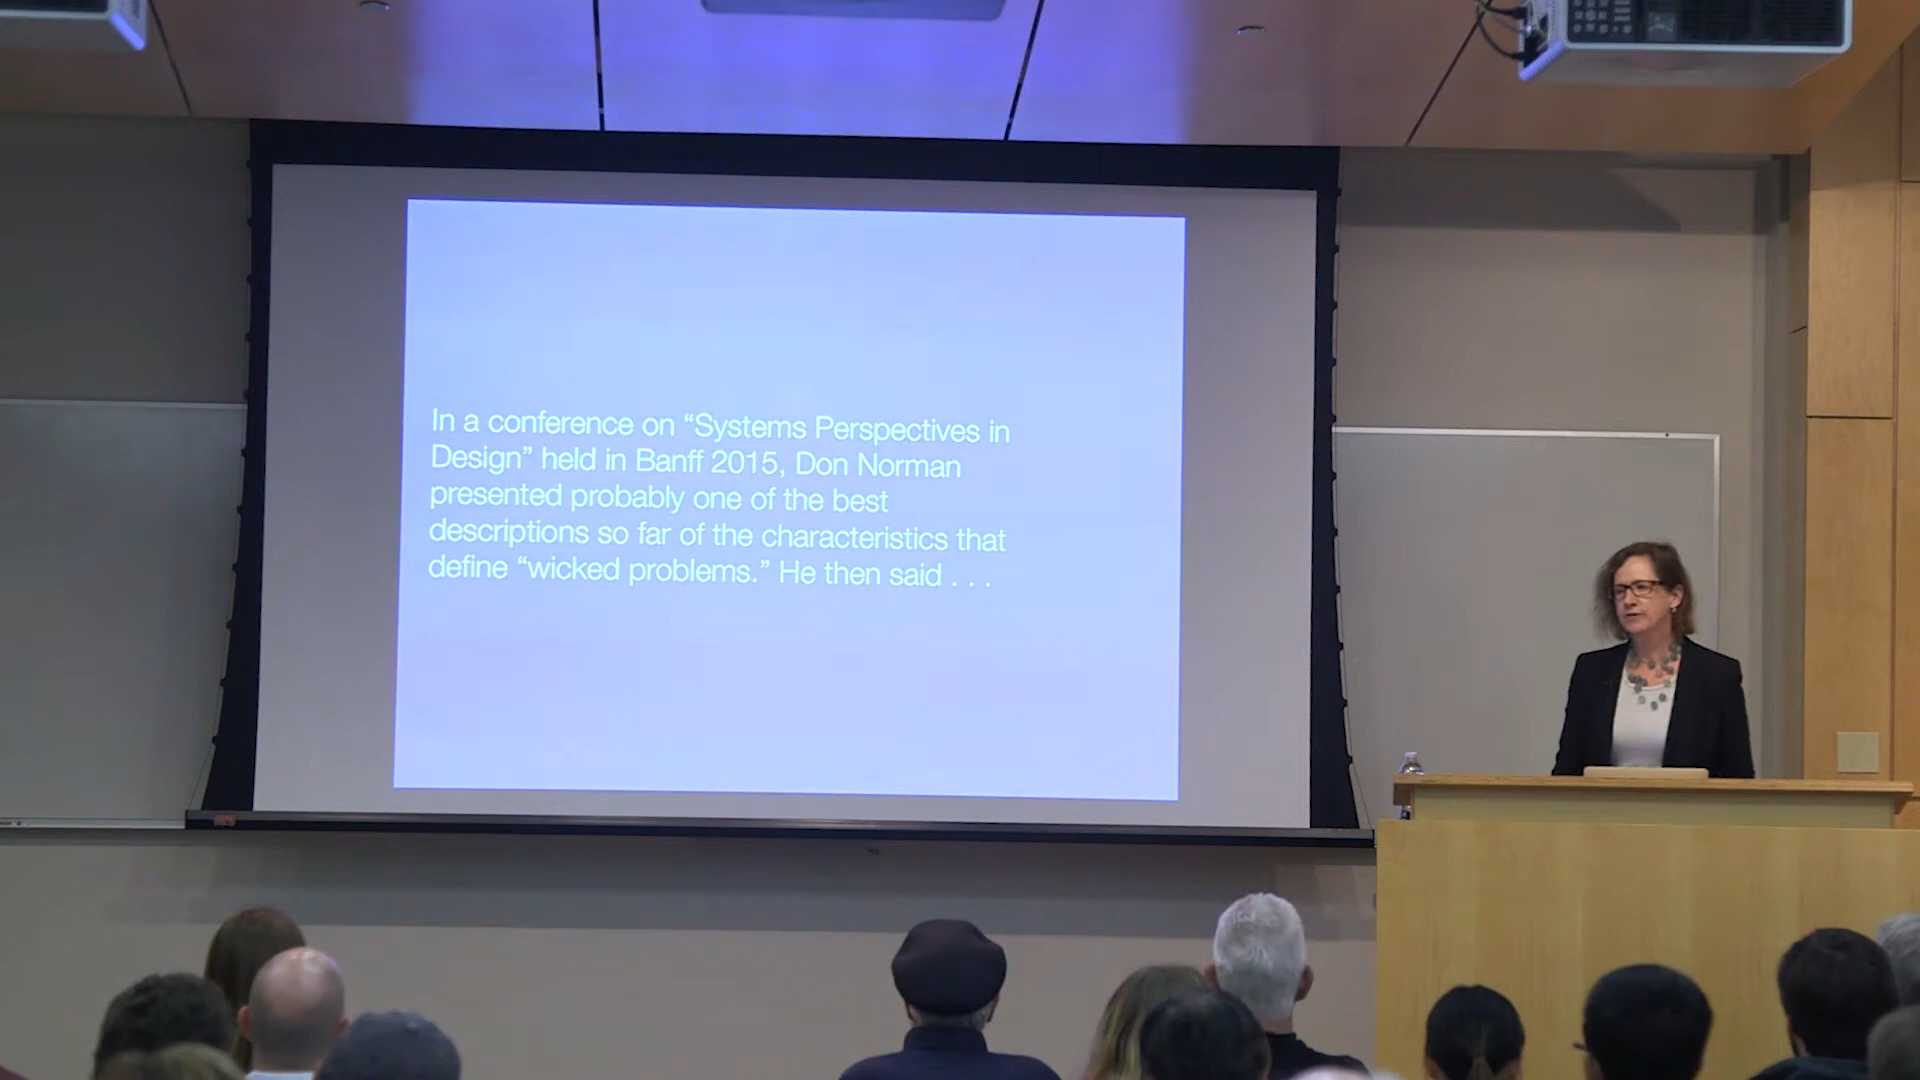 In a conference on “Systems Perspectives in
Design” held in Banff 2015, Don Norman
presented probably one of the best
descriptions so far of the characteristics that
define “wicked problems.” He then said . . .